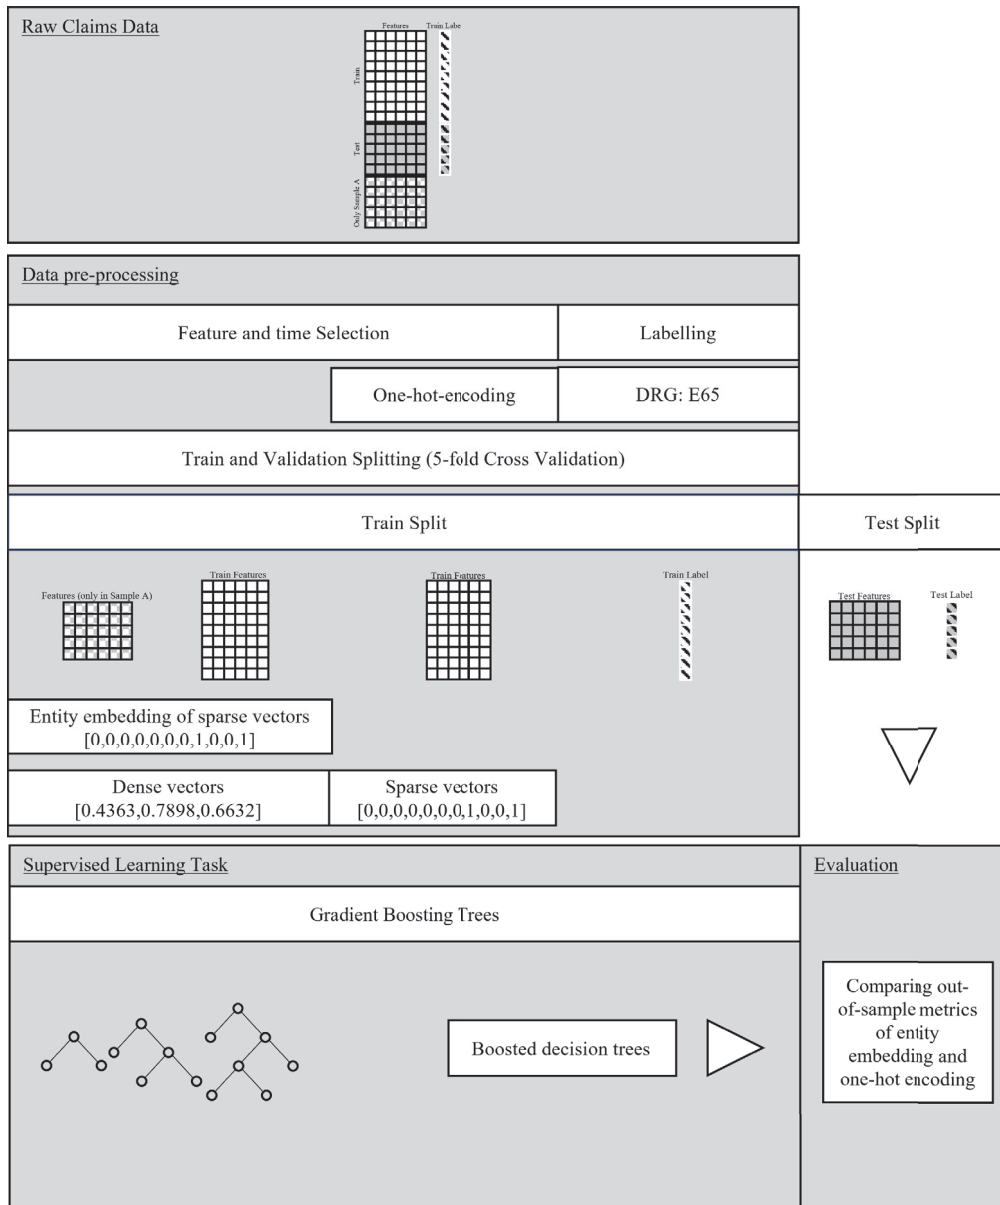 Raw Claims Data
Features
Train Labe
Train
Test
Only Sample A
Data pre-processing
Feature and time Selection
Labelling
One-hot-encoding
DRG: E65
Train and Validation Splitting (5-fold Cross Validation)
Train Split
Test Split
Features (only in Sample A)
Train Features
Train Features
Train Label
Test Features
Test Label
Entity embedding of sparse vectors
[0,0,0,0,0,0,0,1,0,0,1]
Dense vectors
[0.4363,0.7898,0.6632]
Sparse vectors
[0,0,0,0,0,0,0,1,0,0,1]
Supervised Learning Task
Evaluation
Gradient Boosting Trees
Boosted decision trees
Comparing out-
of-sample metrics
of entity
embedding and
one-hot encoding